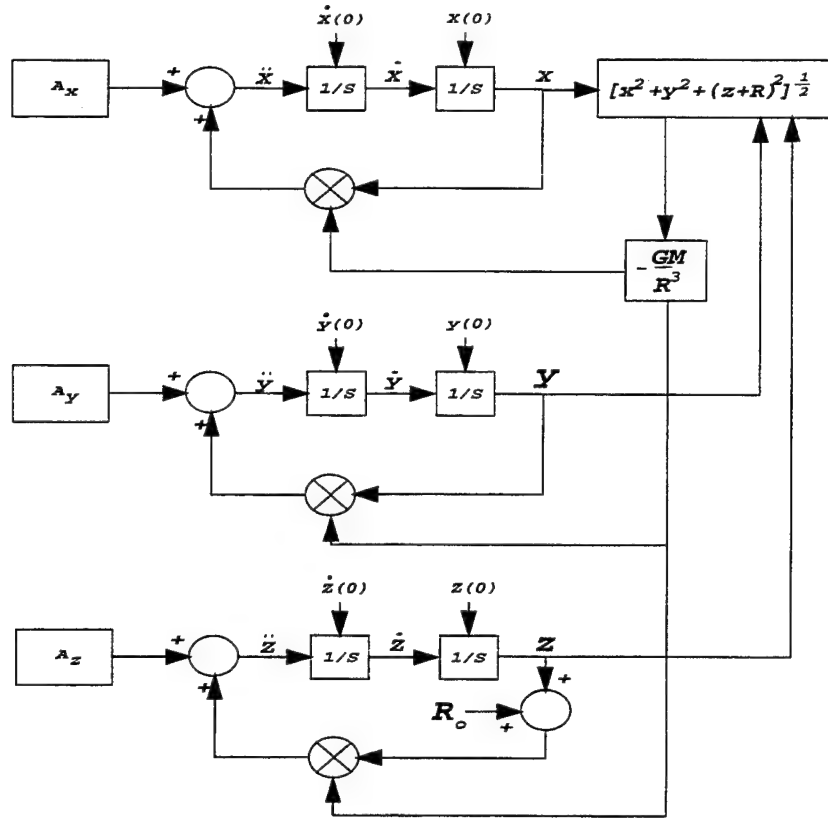 ẋ(0) x(0)
A_x + ẍ 1/S ẋ 1/S x [x²+y²+(z+R)²]^½
+
-GM/R³
ẏ(0) y(0)
A_y + ÿ 1/S ẏ 1/S y
+
ż(0) z(0)
A_z + z̈ 1/S ż 1/S z
+ +
R_o +